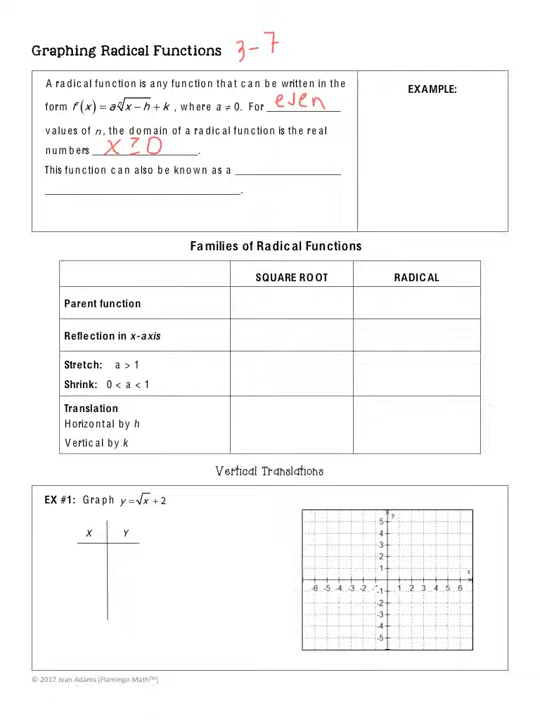 Graphing Radical Functions 3-7
A radical function is any function that can be written in the
form f(x) = a ⁿ√(x – h) + k , where a ≠ 0. For even
values of n, the domain of a radical function is the real
numbers x ≥ 0.
This function can also be known as a ____________________
____________________________________.
EXAMPLE:
Families of Radical Functions
SQUARE ROOT RADICAL
Parent function
Reflection in x-axis
Stretch: a > 1
Shrink: 0 < a < 1
Translation
Horizontal by h
Vertical by k
Vertical Translations
EX #1: Graph y = √x + 2
X Y
y
5
4
3
2
1
x
-6 -5 -4 -3 -2 -1 1 2 3 4 5 6
-1
-2
-3
-4
-5
© 2017 Jean Adams (Flamingo Math™)